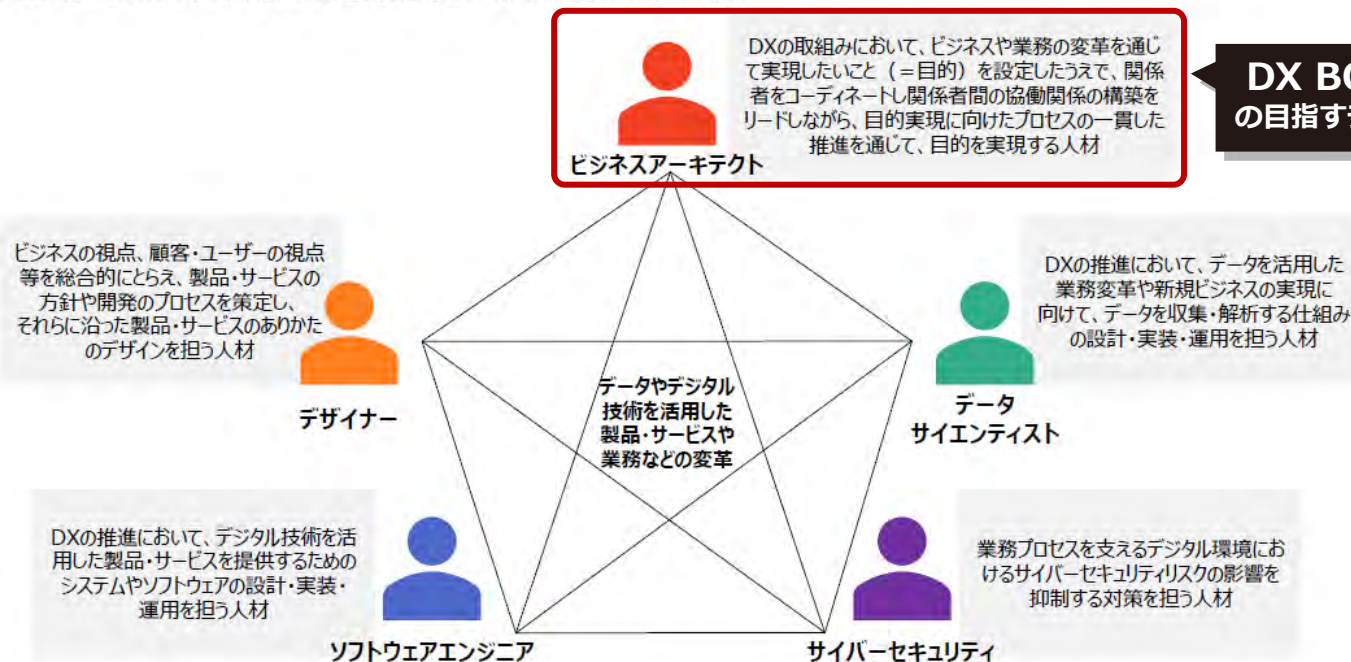 DXの取組みにおいて、ビジネスや業務の変革を通じ
て実現したいこと（＝目的）を設定したうえで、関係
者をコーディネートし関係者間の協働関係の構築を
リードしながら、目的実現に向けたプロセスの一貫した
推進を通じて、目的を実現する人材
ビジネスアーキテクト
DX BO
の目指す
ビジネスの視点、顧客・ユーザーの視点
等を総合的にとらえ、製品・サービスの
方針や開発のプロセスを策定し、
それらに沿った製品・サービスのありかた
のデザインを担う人材
デザイナー
DXの推進において、データを活用した
業務変革や新規ビジネスの実現に
向けて、データを収集・解析する仕組み
の設計・実装・運用を担う人材
データ
サイエンティスト
データやデジタル
技術を活用した
製品・サービスや
業務などの変革
DXの推進において、デジタル技術を活
用した製品・サービスを提供するための
システムやソフトウェアの設計・実装・
運用を担う人材
ソフトウェアエンジニア
業務プロセスを支えるデジタル環境にお
けるサイバーセキュリティリスクの影響を
抑制する対策を担う人材
サイバーセキュリティ